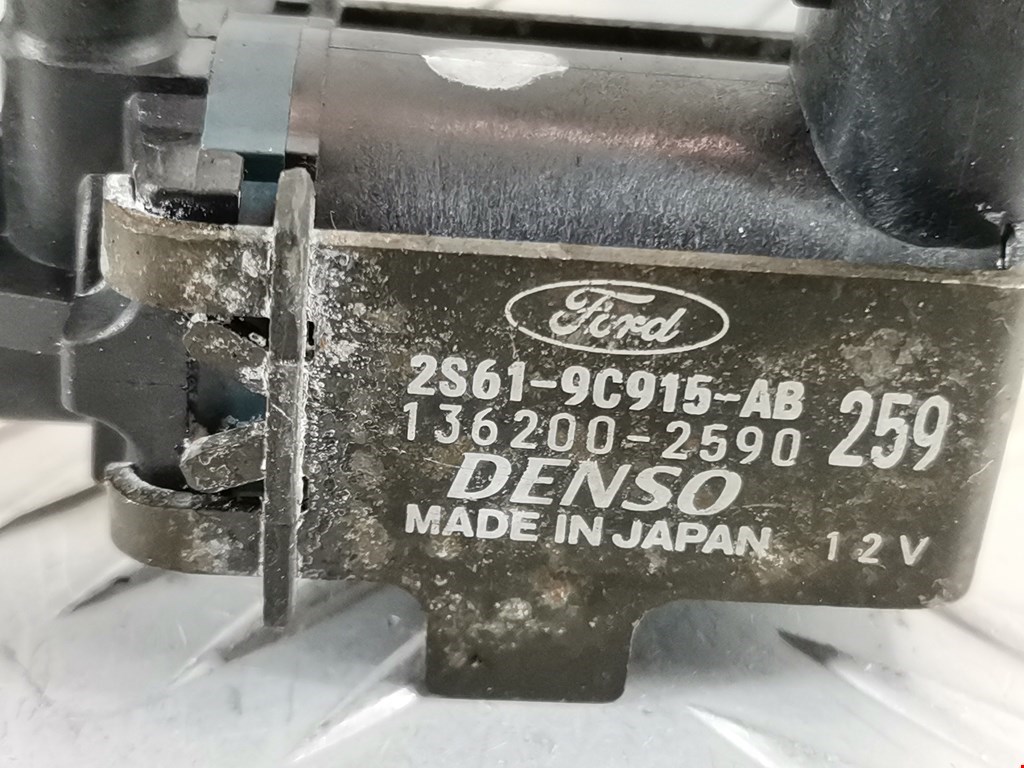 Ford
2S61-9C915-AB
136200-2590 259
DENSO
MADE IN JAPAN 12V